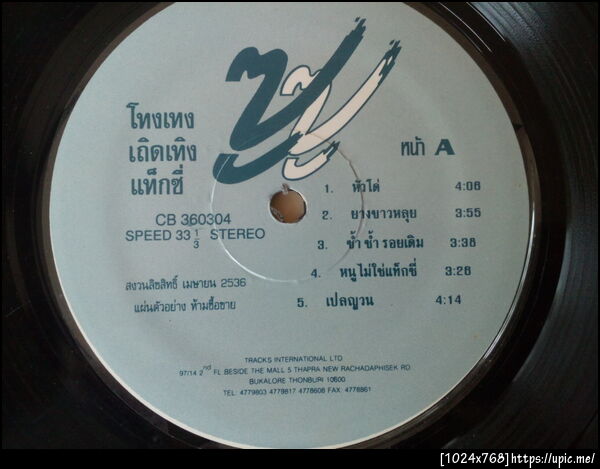 ซู ซู
โทงเทง
เถิดเทิง
แท็กซี่
หน้า A
CB 360304
SPEED 33 1/3 STEREO
สงวนลิขสิทธิ์ เมษายน 2536
แผ่นตัวอย่าง ห้ามซื้อขาย
1. หัวโต่ 4:06
2. ยางขาวหลุย 3:55
3. ซ้ำ ซ้ำ รอยเดิม 3:36
4. หนูไม่ใช่แท็กซี่ 3:26
5. เปลญวน 4:14
TRACKS INTERNATIONAL LTD
97/14 2nd FL BESIDE THE MALL 5 THAPRA NEW RACHADAPHISEK RD
BUKALORE THONBURI 10600
TEL: 4779803 4779817 4778608 FAX: 4778861
[1024x768]https://upic.me/